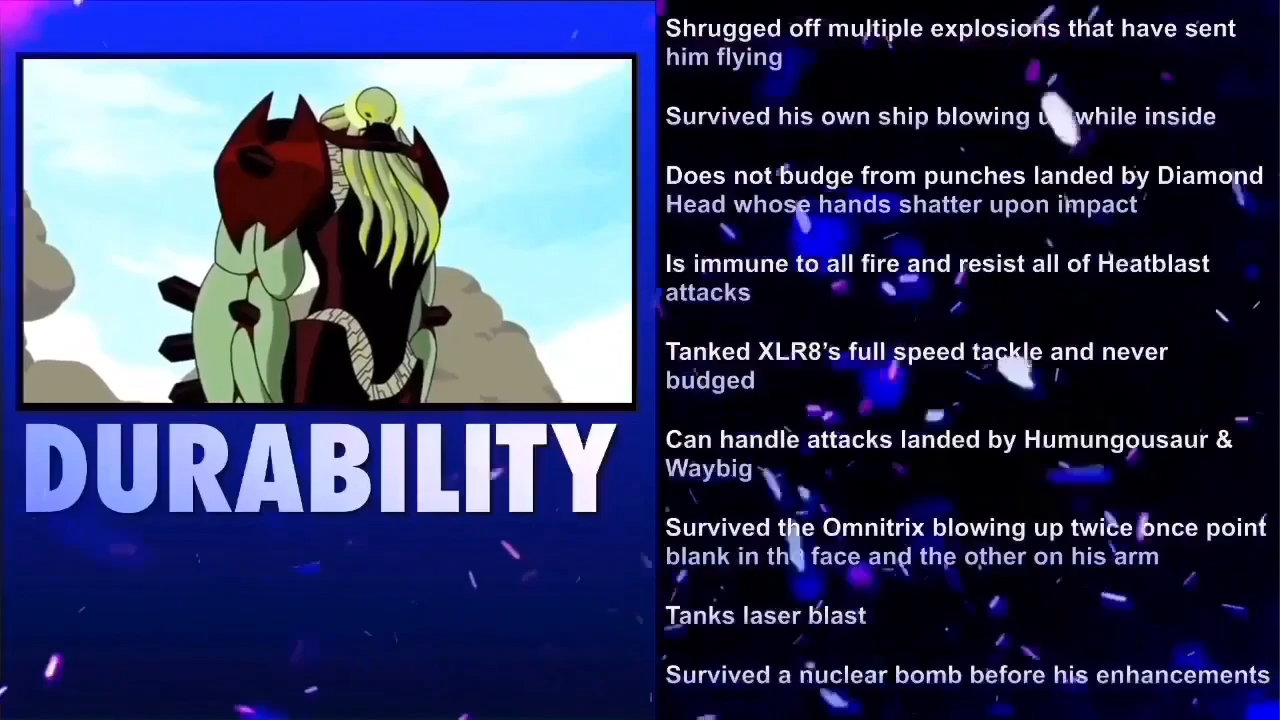 DURABILITY
Shrugged off multiple explosions that have sent
him flying
Survived his own ship blowing while inside
Does not budge from punches landed by Diamond
Head whose hands shatter upon impact
Is immune to all fire and resist all of Heatblast
attacks
Tanked XLR8’s full speed tackle and never
budged
Can handle attacks landed by Humungousaur &
Waybig
Survived the Omnitrix blowing up twice once point
blank in the face and the other on his arm
Tanks laser blast
Survived a nuclear bomb before his enhancements